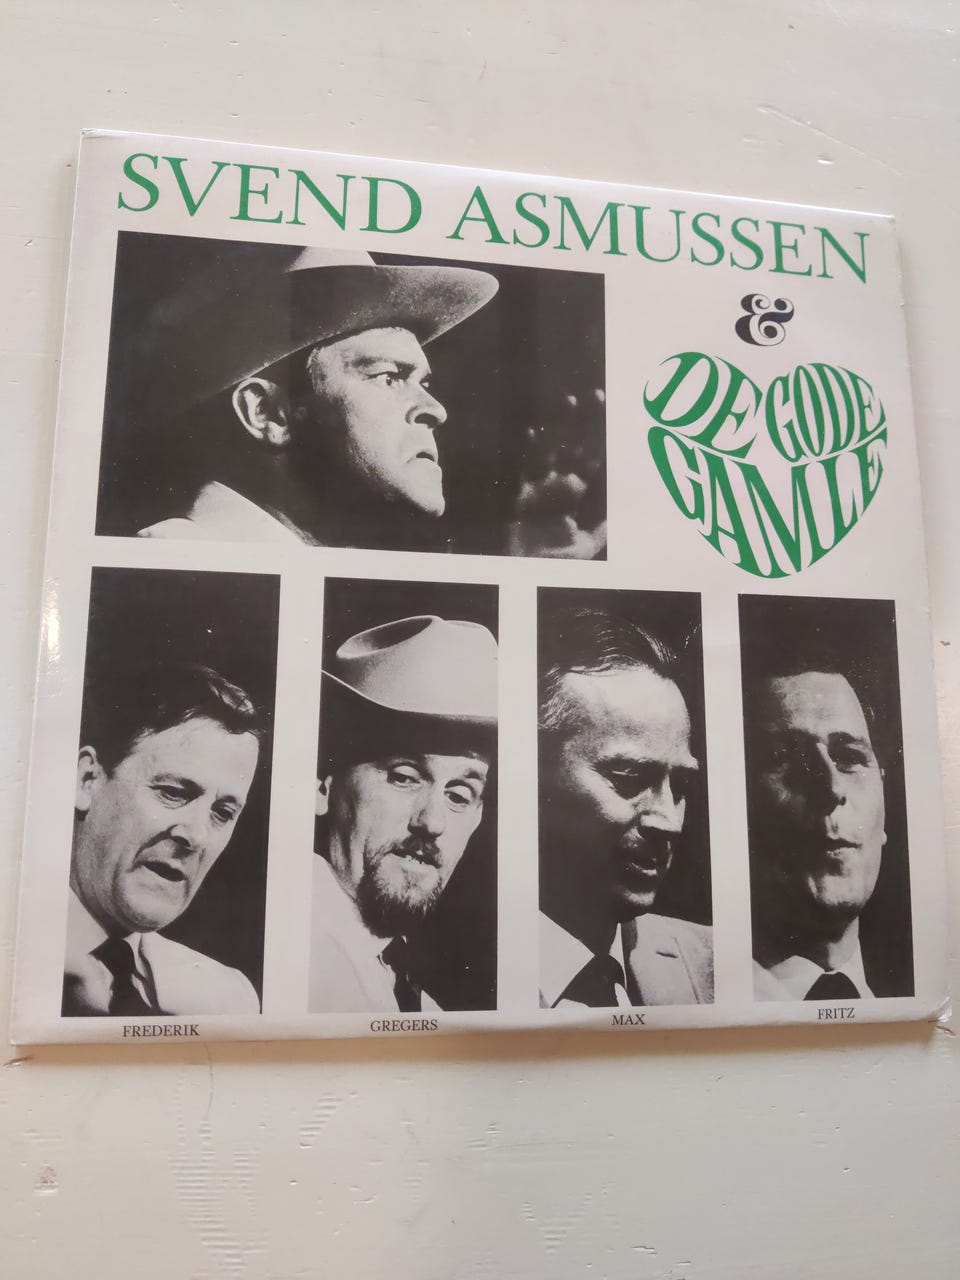 SVEND ASMUSSEN
&
DE GODE
GAMLE
FREDERIK
GREGERS
MAX
FRITZ